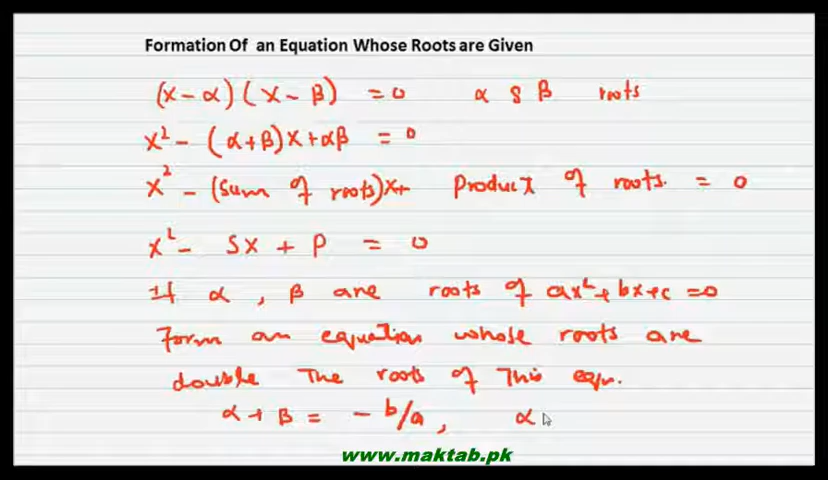 Formation Of an Equation Whose Roots are Given
(x - α) (x - β) = 0 α & β roots
x² - (α + β) x + αβ = 0
x² - (Sum of roots)x + Product of roots. = 0
x² - Sx + P = 0
If α , β are roots of ax² + bx + c = 0
Form an equation whose roots are
double The roots of This eqn.
α + β = - b/a , α
www.maktab.pk